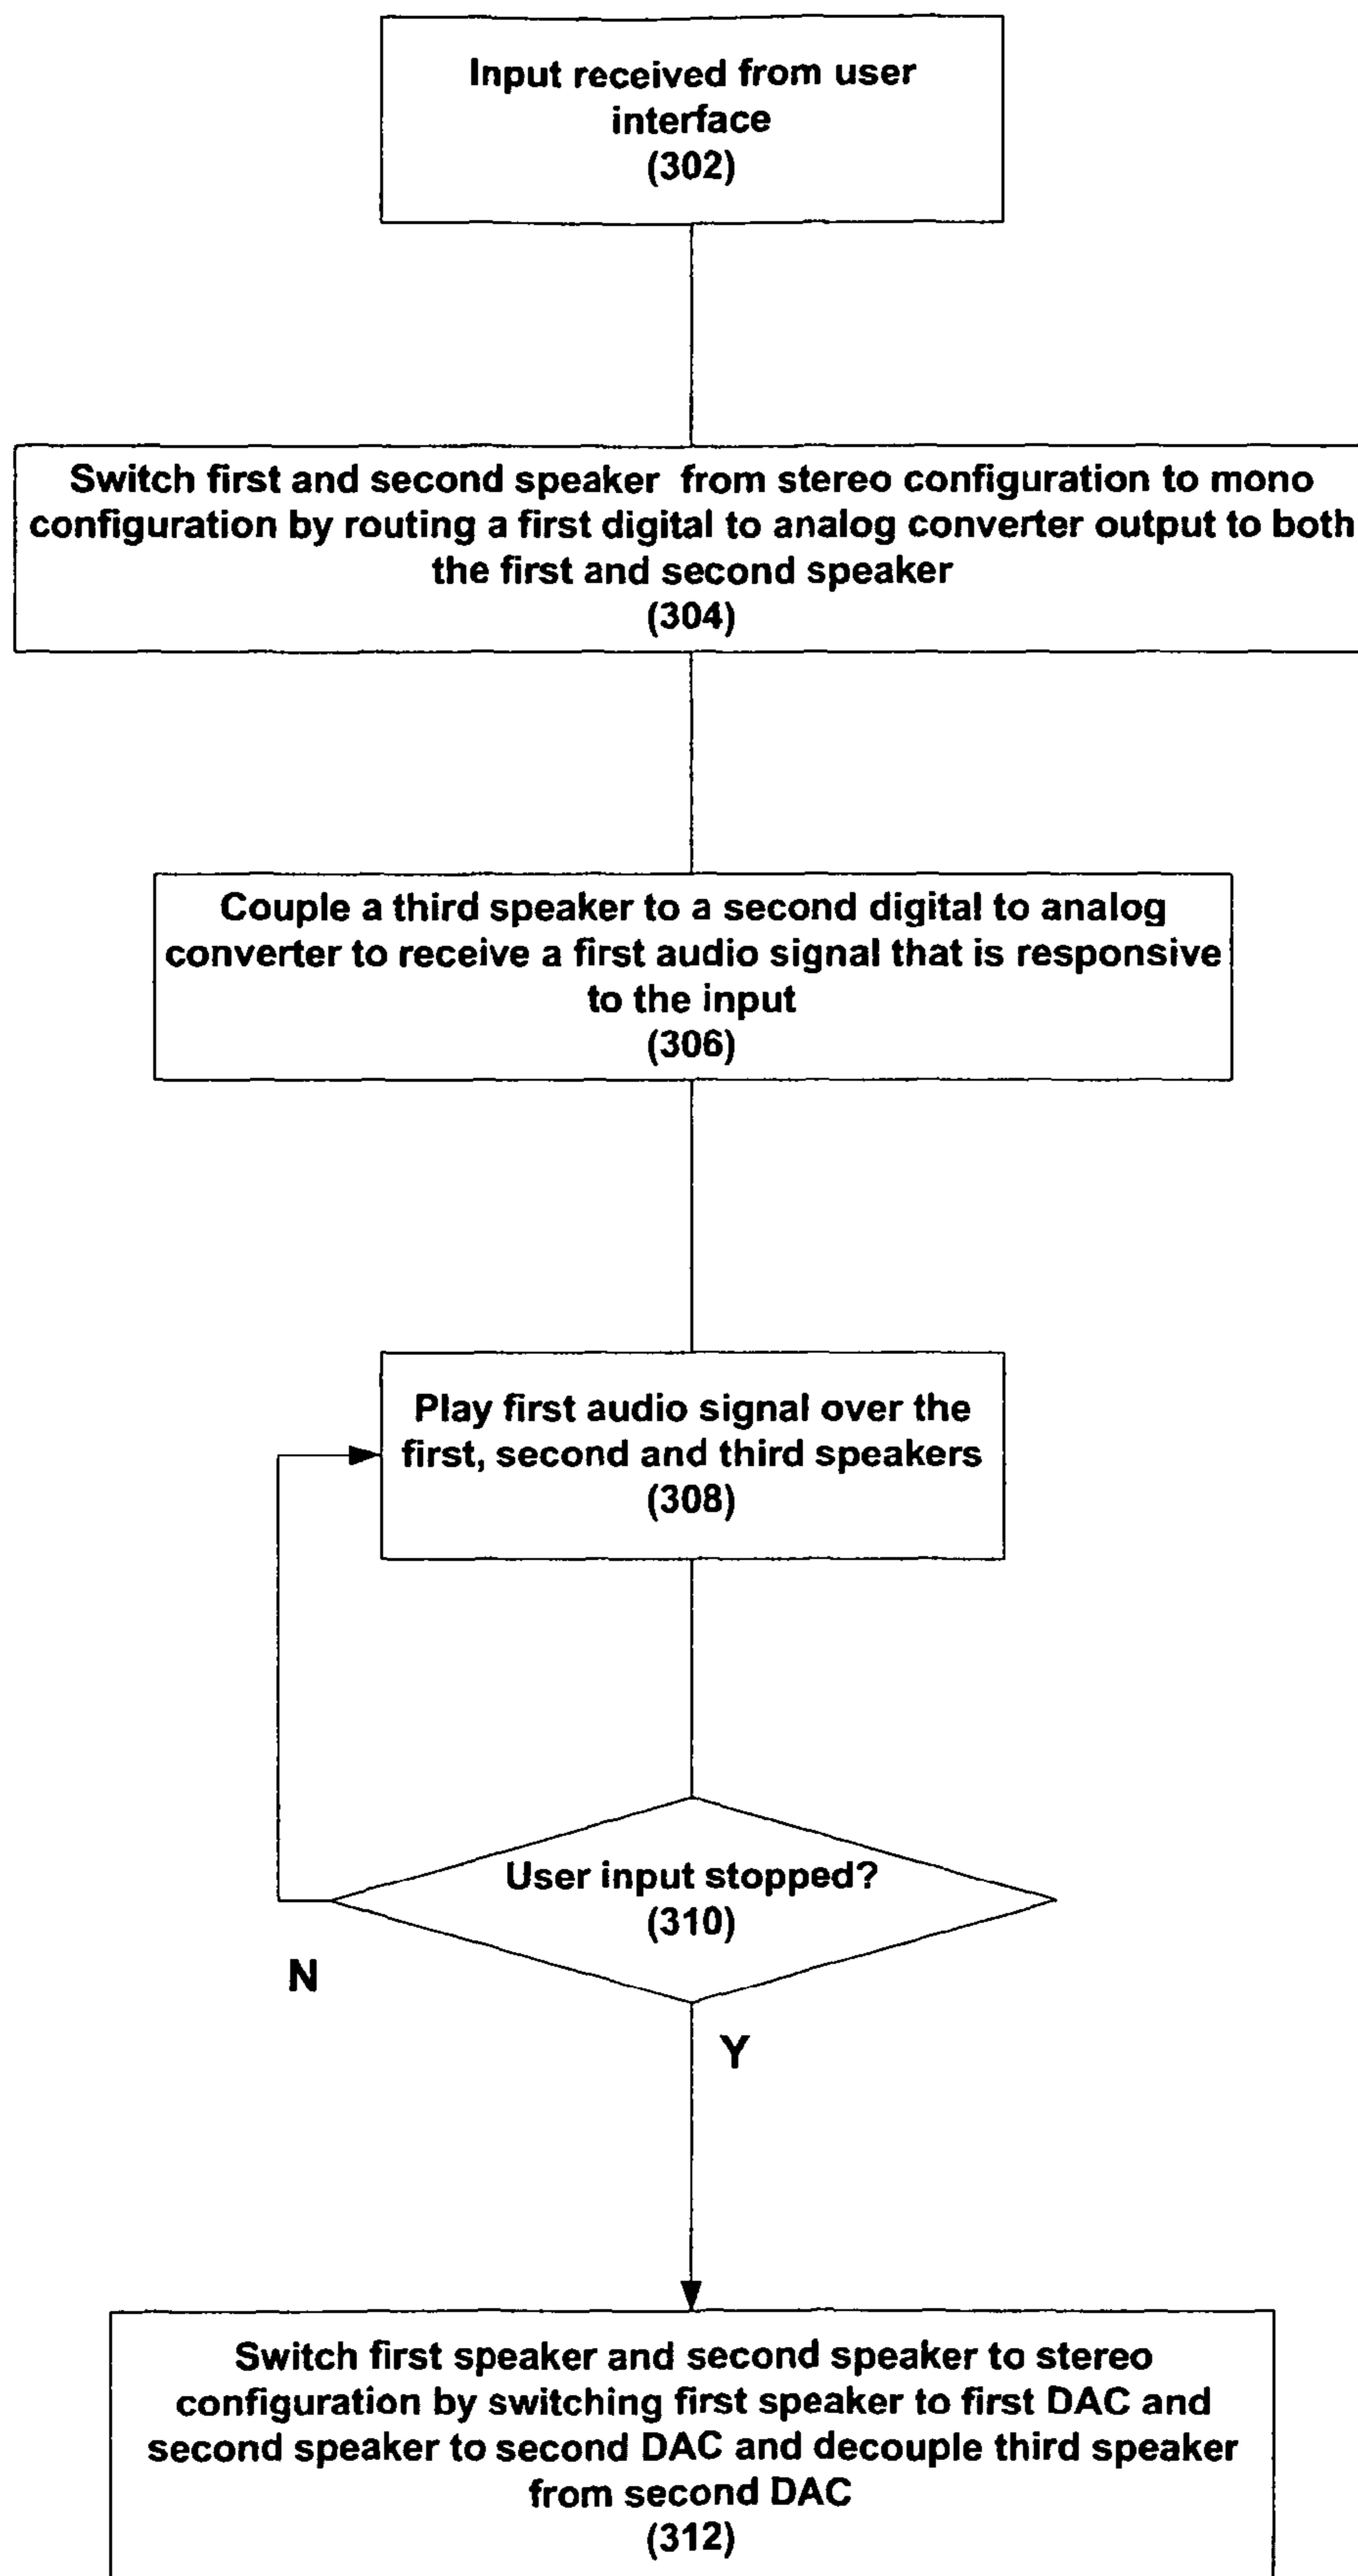 Input received from user
interface
(302)
Switch first and second speaker from stereo configuration to mono
configuration by routing a first digital to analog converter output to both
the first and second speaker
(304)
Couple a third speaker to a second digital to analog
converter to receive a first audio signal that is responsive
to the input
(306)
Play first audio signal over the
first, second and third speakers
(308)
User input stopped?
(310)
N
Y
Switch first speaker and second speaker to stereo
configuration by switching first speaker to first DAC and
second speaker to second DAC and decouple third speaker
from second DAC
(312)